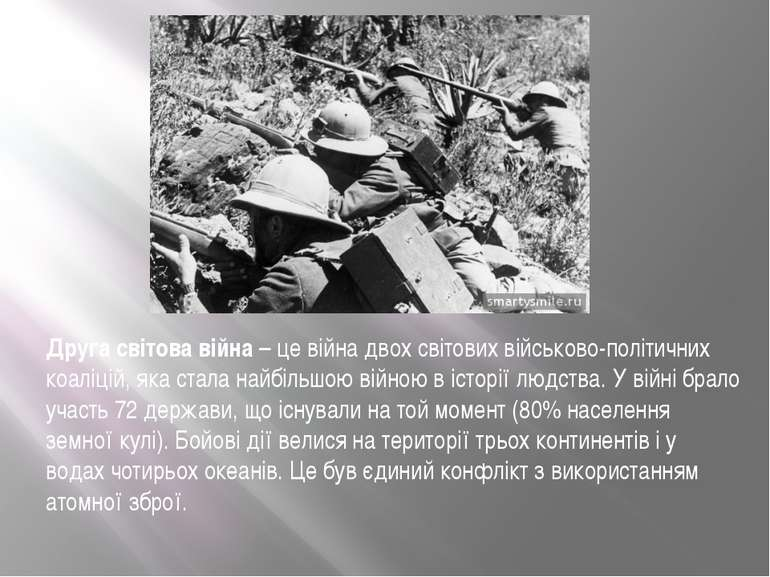 smartysmile.ru
Друга світова війна – це війна двох світових військово-політичних
коаліцій, яка стала найбільшою війною в історії людства. У війні брало
участь 72 держави, що існували на той момент (80% населення
земної кулі). Бойові дії велися на території трьох континентів і у
водах чотирьох океанів. Це був єдиний конфлікт з використанням
атомної зброї.